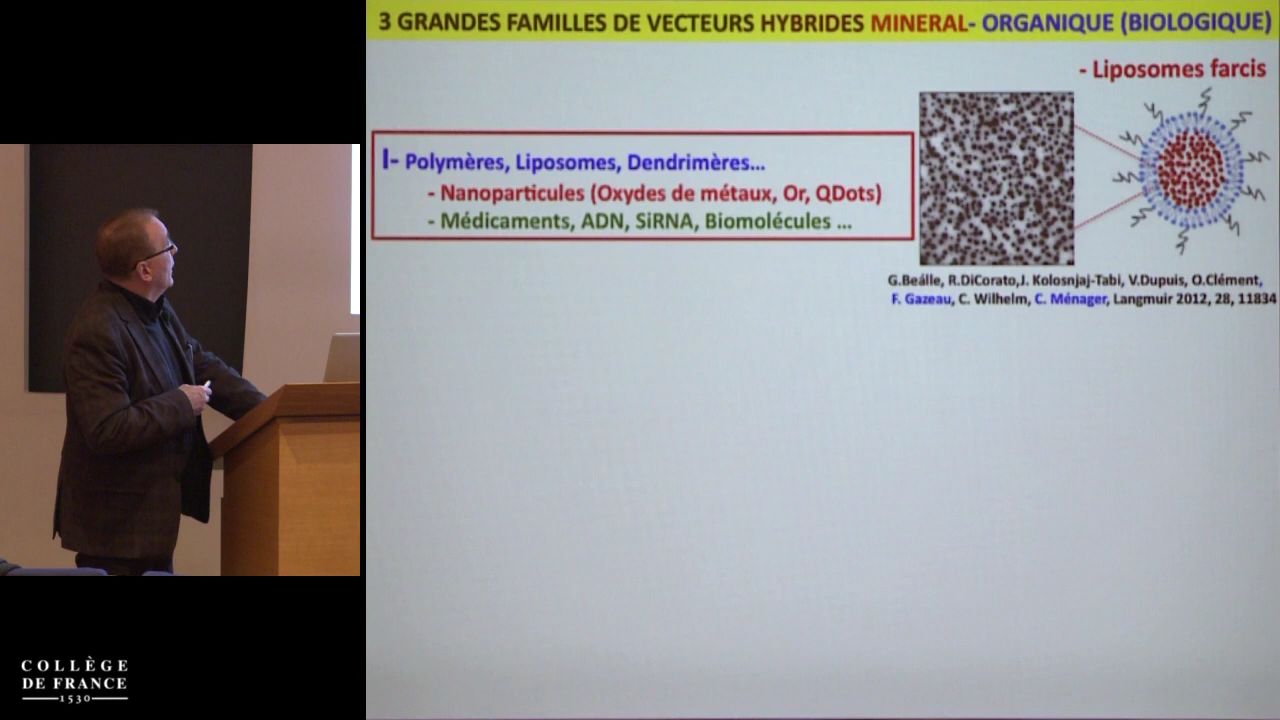 3 GRANDES FAMILLES DE VECTEURS HYBRIDES MINERAL- ORGANIQUE (BIOLOGIQUE)
- Liposomes farcis
I- Polymères, Liposomes, Dendrimères...
- Nanoparticules (Oxydes de métaux, Or, QDots)
- Médicaments, ADN, SiRNA, Biomolécules ...
G.Beálle, R.DiCorato,J. Kolosnjaj-Tabi, V.Dupuis, O.Clément,
F. Gazeau, C. Wilhelm, C. Ménager, Langmuir 2012, 28, 11834
COLLÈGE
DE FRANCE
1530